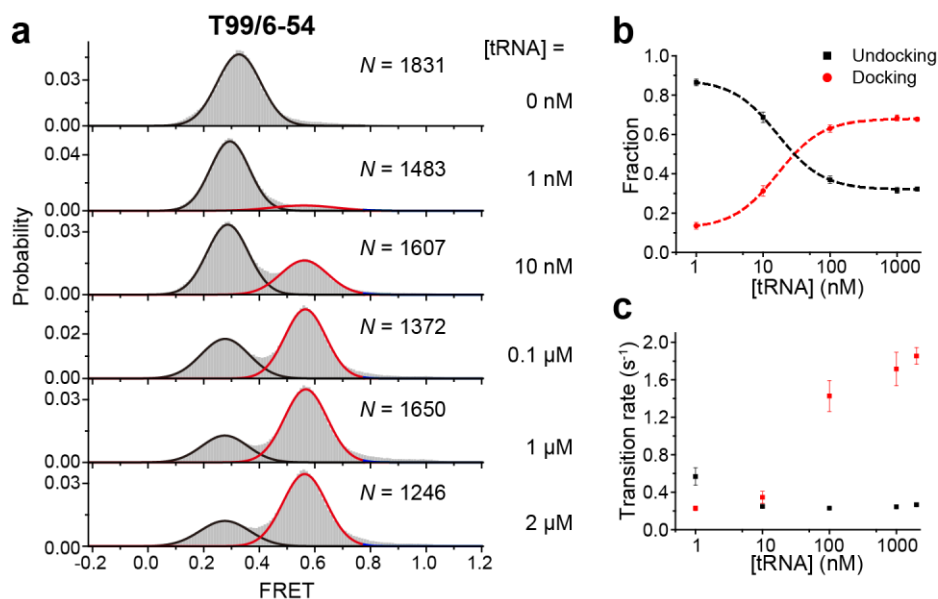 a
T99/6-54
[tRNA] =
Probability
0.03
0.00
N = 1831
0 nM
0.04
0.00
N = 1483
1 nM
0.03
0.00
N = 1607
10 nM
0.02
0.00
N = 1372
0.1 µM
0.03
0.00
N = 1650
1 µM
0.03
0.00
N = 1246
2 µM
-0.2 0.0 0.2 0.4 0.6 0.8 1.0 1.2
FRET
b
Undocking
Docking
Fraction
1.0
0.8
0.6
0.4
0.2
0.0
1 10 100 1000
[tRNA] (nM)
c
Transition rate (s⁻¹)
2.0
1.6
1.2
0.8
0.4
0.0
1 10 100 1000
[tRNA] (nM)